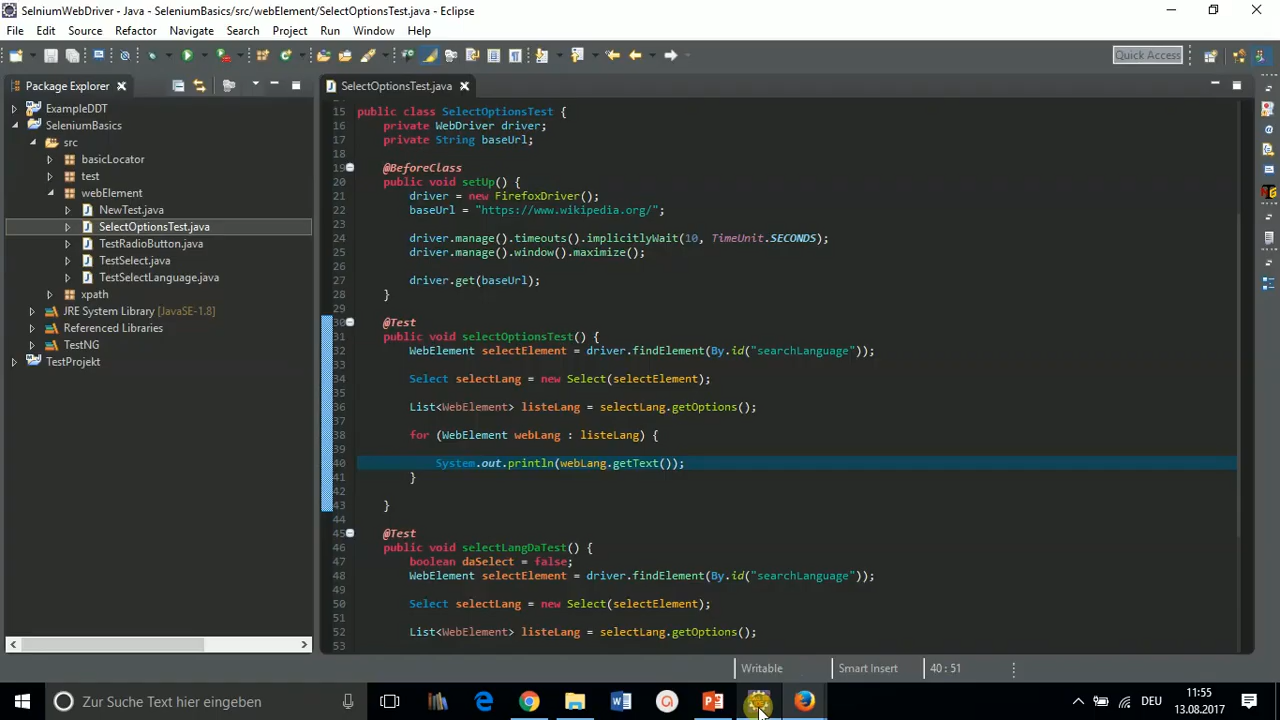 SelniumWebDriver - Java - SeleniumBasics/src/webElement/SelectOptionsTest.java - Eclipse
File Edit Source Refactor Navigate Search Project Run Window Help
Quick Access
Package Explorer
SelectOptionsTest.java
ExampleDDT
SeleniumBasics
src
basicLocator
test
webElement
NewTest.java
SelectOptionsTest.java
TestRadioButton.java
TestSelect.java
TestSelectLanguage.java
xpath
JRE System Library [JavaSE-1.8]
Referenced Libraries
TestNG
TestProjekt
15 public class SelectOptionsTest {
16 private WebDriver driver;
17 private String baseUrl;
18
19 @BeforeClass
20 public void setUp() {
21 driver = new FirefoxDriver();
22 baseUrl = "https://www.wikipedia.org/";
23
24 driver.manage().timeouts().implicitlyWait(10, TimeUnit.SECONDS);
25 driver.manage().window().maximize();
26
27 driver.get(baseUrl);
28 }
29
30 @Test
31 public void selectOptionsTest() {
32 WebElement selectElement = driver.findElement(By.id("searchLanguage"));
33
34 Select selectLang = new Select(selectElement);
35
36 List<WebElement> listeLang = selectLang.getOptions();
37
38 for (WebElement webLang : listeLang) {
39
40 System.out.println(webLang.getText());
41 }
42
43 }
44
45 @Test
46 public void selectLangDaTest() {
47 boolean daSelect = false;
48 WebElement selectElement = driver.findElement(By.id("searchLanguage"));
49
50 Select selectLang = new Select(selectElement);
51
52 List<WebElement> listeLang = selectLang.getOptions();
53
Writable Smart Insert 40 : 51
Zur Suche Text hier eingeben
DEU
11:55
13.08.2017